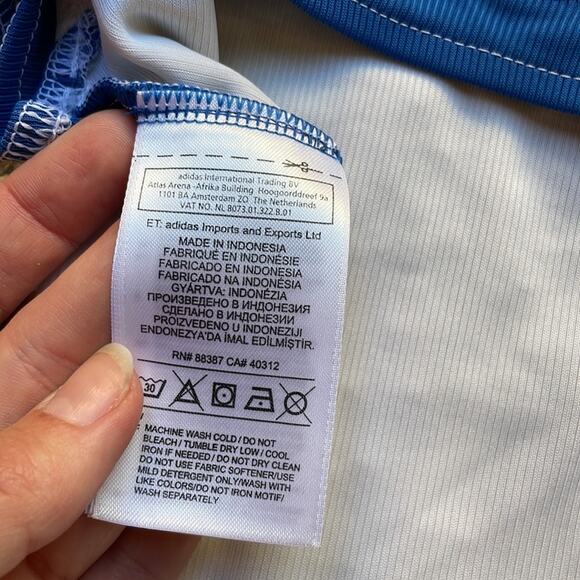 adidas International Trading BV
Atlas Arena -Afrika Building Hoogoorddreef 9a
1101 BA Amsterdam ZO The Netherlands
VAT NO. NL 8073.01.322.B.01
ET: adidas Imports and Exports Ltd
MADE IN INDONESIA
FABRIQUÉ EN INDONÉSIE
FABRICADO EN INDONESIA
FABRICADO NA INDONÉSIA
GYÁRTVA: INDONÉZIA
ПРОИЗВЕДЕНО В ИНДОНЕЗИЯ
СДЕЛАНО В ИНДОНЕЗИИ
PROIZVEDENO U INDONEZIJI
ENDONEZYA'DA İMAL EDİLMİŞTİR.
RN# 88387 CA# 40312
30
MACHINE WASH COLD / DO NOT
BLEACH / TUMBLE DRY LOW / COOL
IRON IF NEEDED / DO NOT DRY CLEAN
DO NOT USE FABRIC SOFTENER/USE
MILD DETERGENT ONLY/WASH WITH
LIKE COLORS/DO NOT IRON MOTIF/
WASH SEPARATELY